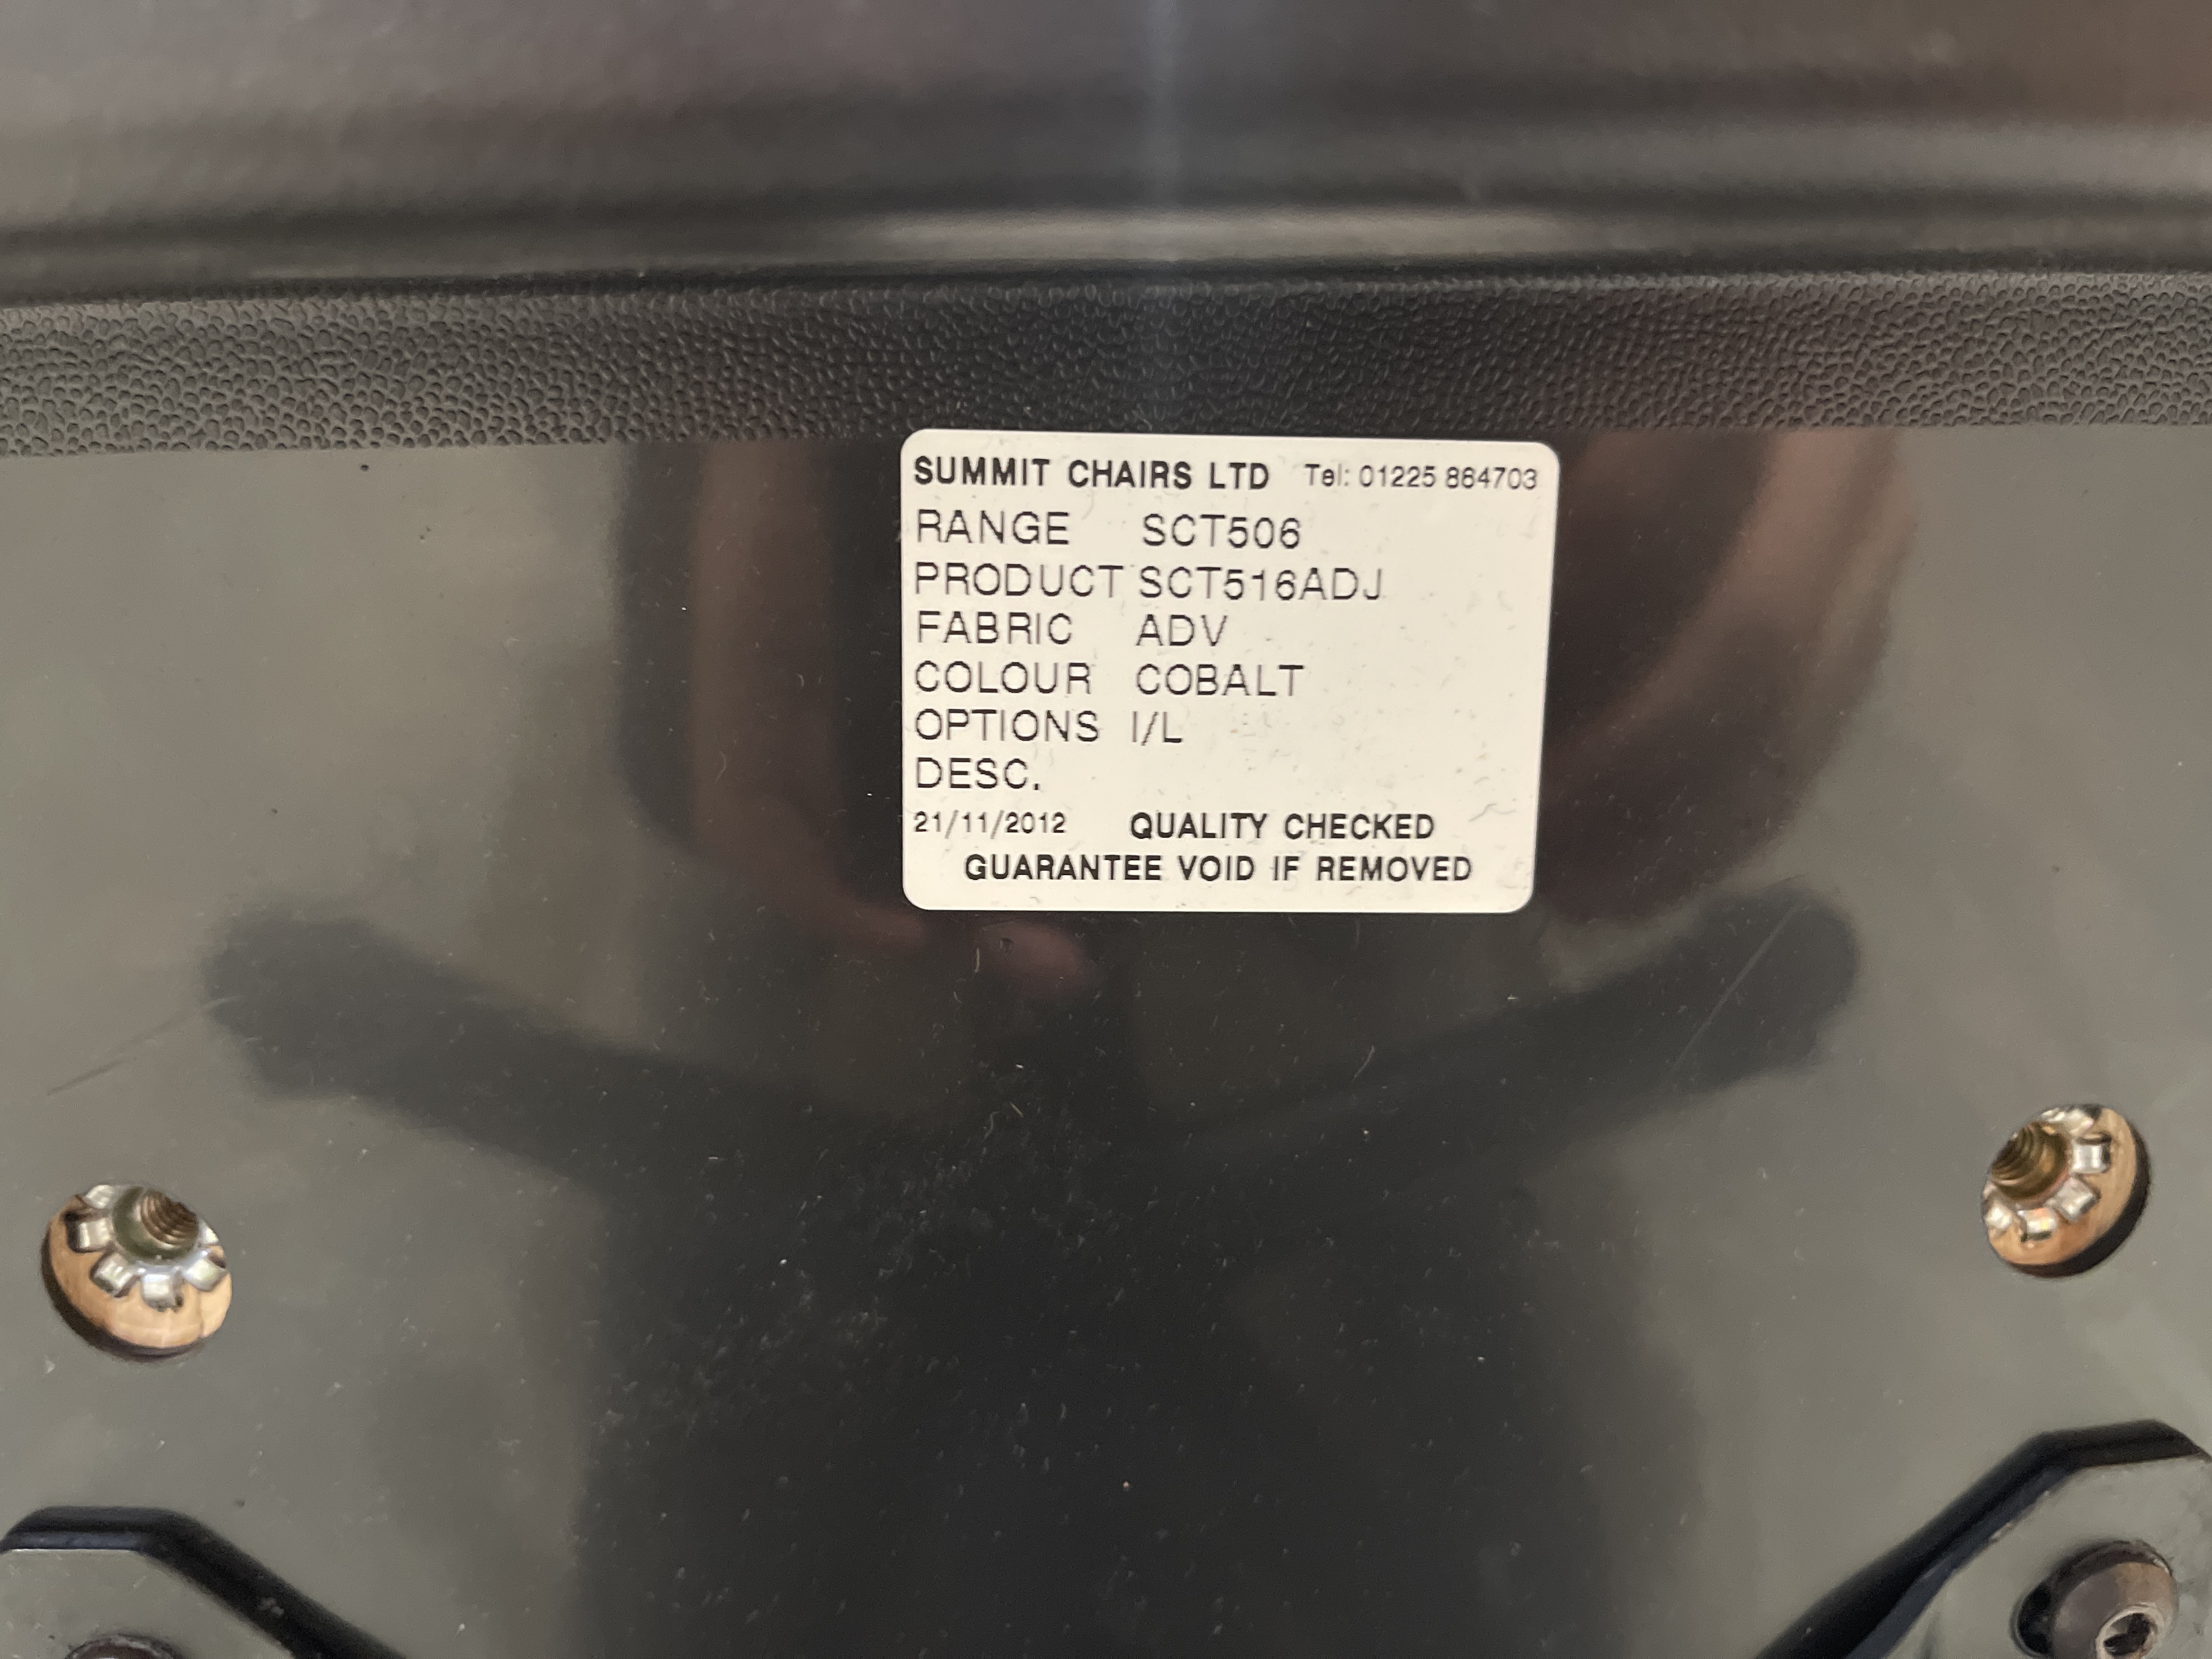 SUMMIT CHAIRS LTD Tel: 01225 864703
RANGE SCT506
PRODUCT SCT516ADJ
FABRIC ADV
COLOUR COBALT
OPTIONS I/L
DESC.
21/11/2012 QUALITY CHECKED
GUARANTEE VOID IF REMOVED